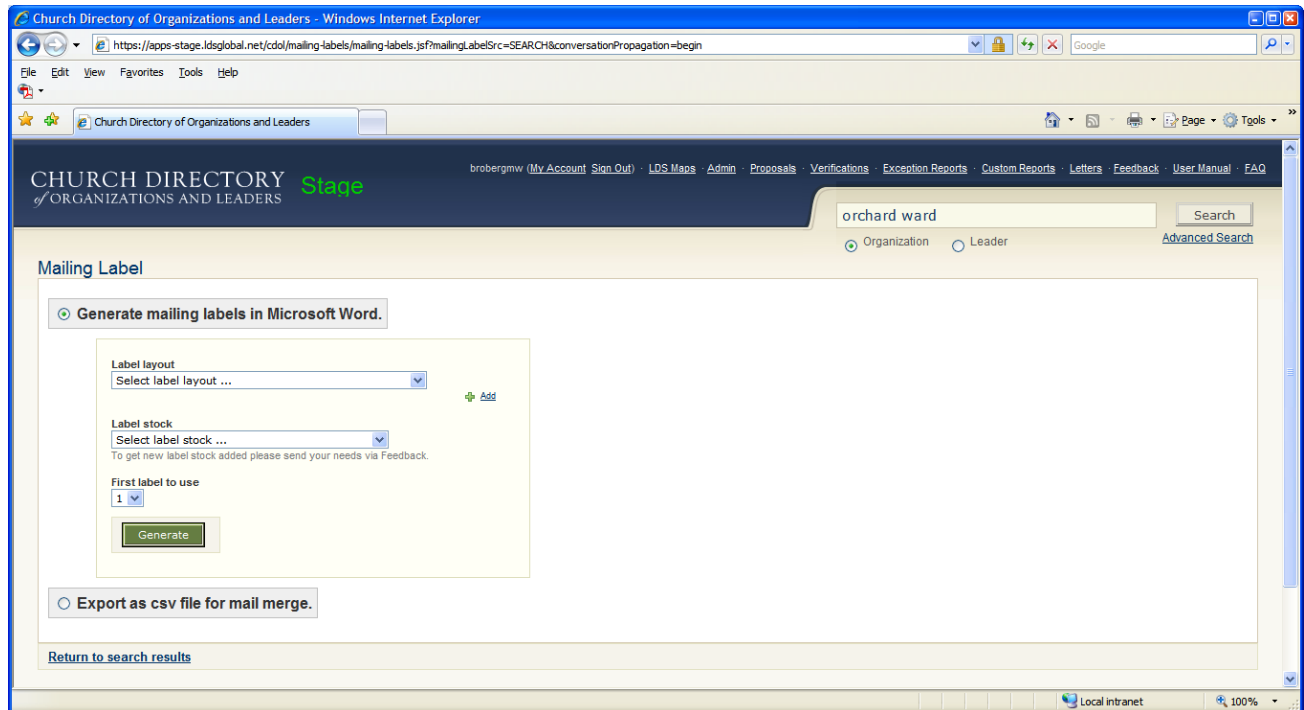 Church Directory of Organizations and Leaders - Windows Internet Explorer
https://apps-stage.ldsglobal.net/cdol/mailing-labels/mailing-labels.jsf?mailingLabelSrc=SEARCH&conversationPropagation=begin
Google
File Edit View Favorites Tools Help
Church Directory of Organizations and Leaders
Page Tools »
brobergmw (My Account Sign Out) · LDS Maps · Admin · Proposals · Verifications · Exception Reports · Custom Reports · Letters · Feedback · User Manual · FAQ
CHURCH DIRECTORY
of ORGANIZATIONS AND LEADERS
Stage
orchard ward
Search
Organization Leader
Advanced Search
Mailing Label
Generate mailing labels in Microsoft Word.
Label layout
Select label layout ...
Add
Label stock
Select label stock ...
To get new label stock added please send your needs via Feedback.
First label to use
1
Generate
Export as csv file for mail merge.
Return to search results
Local intranet
100%